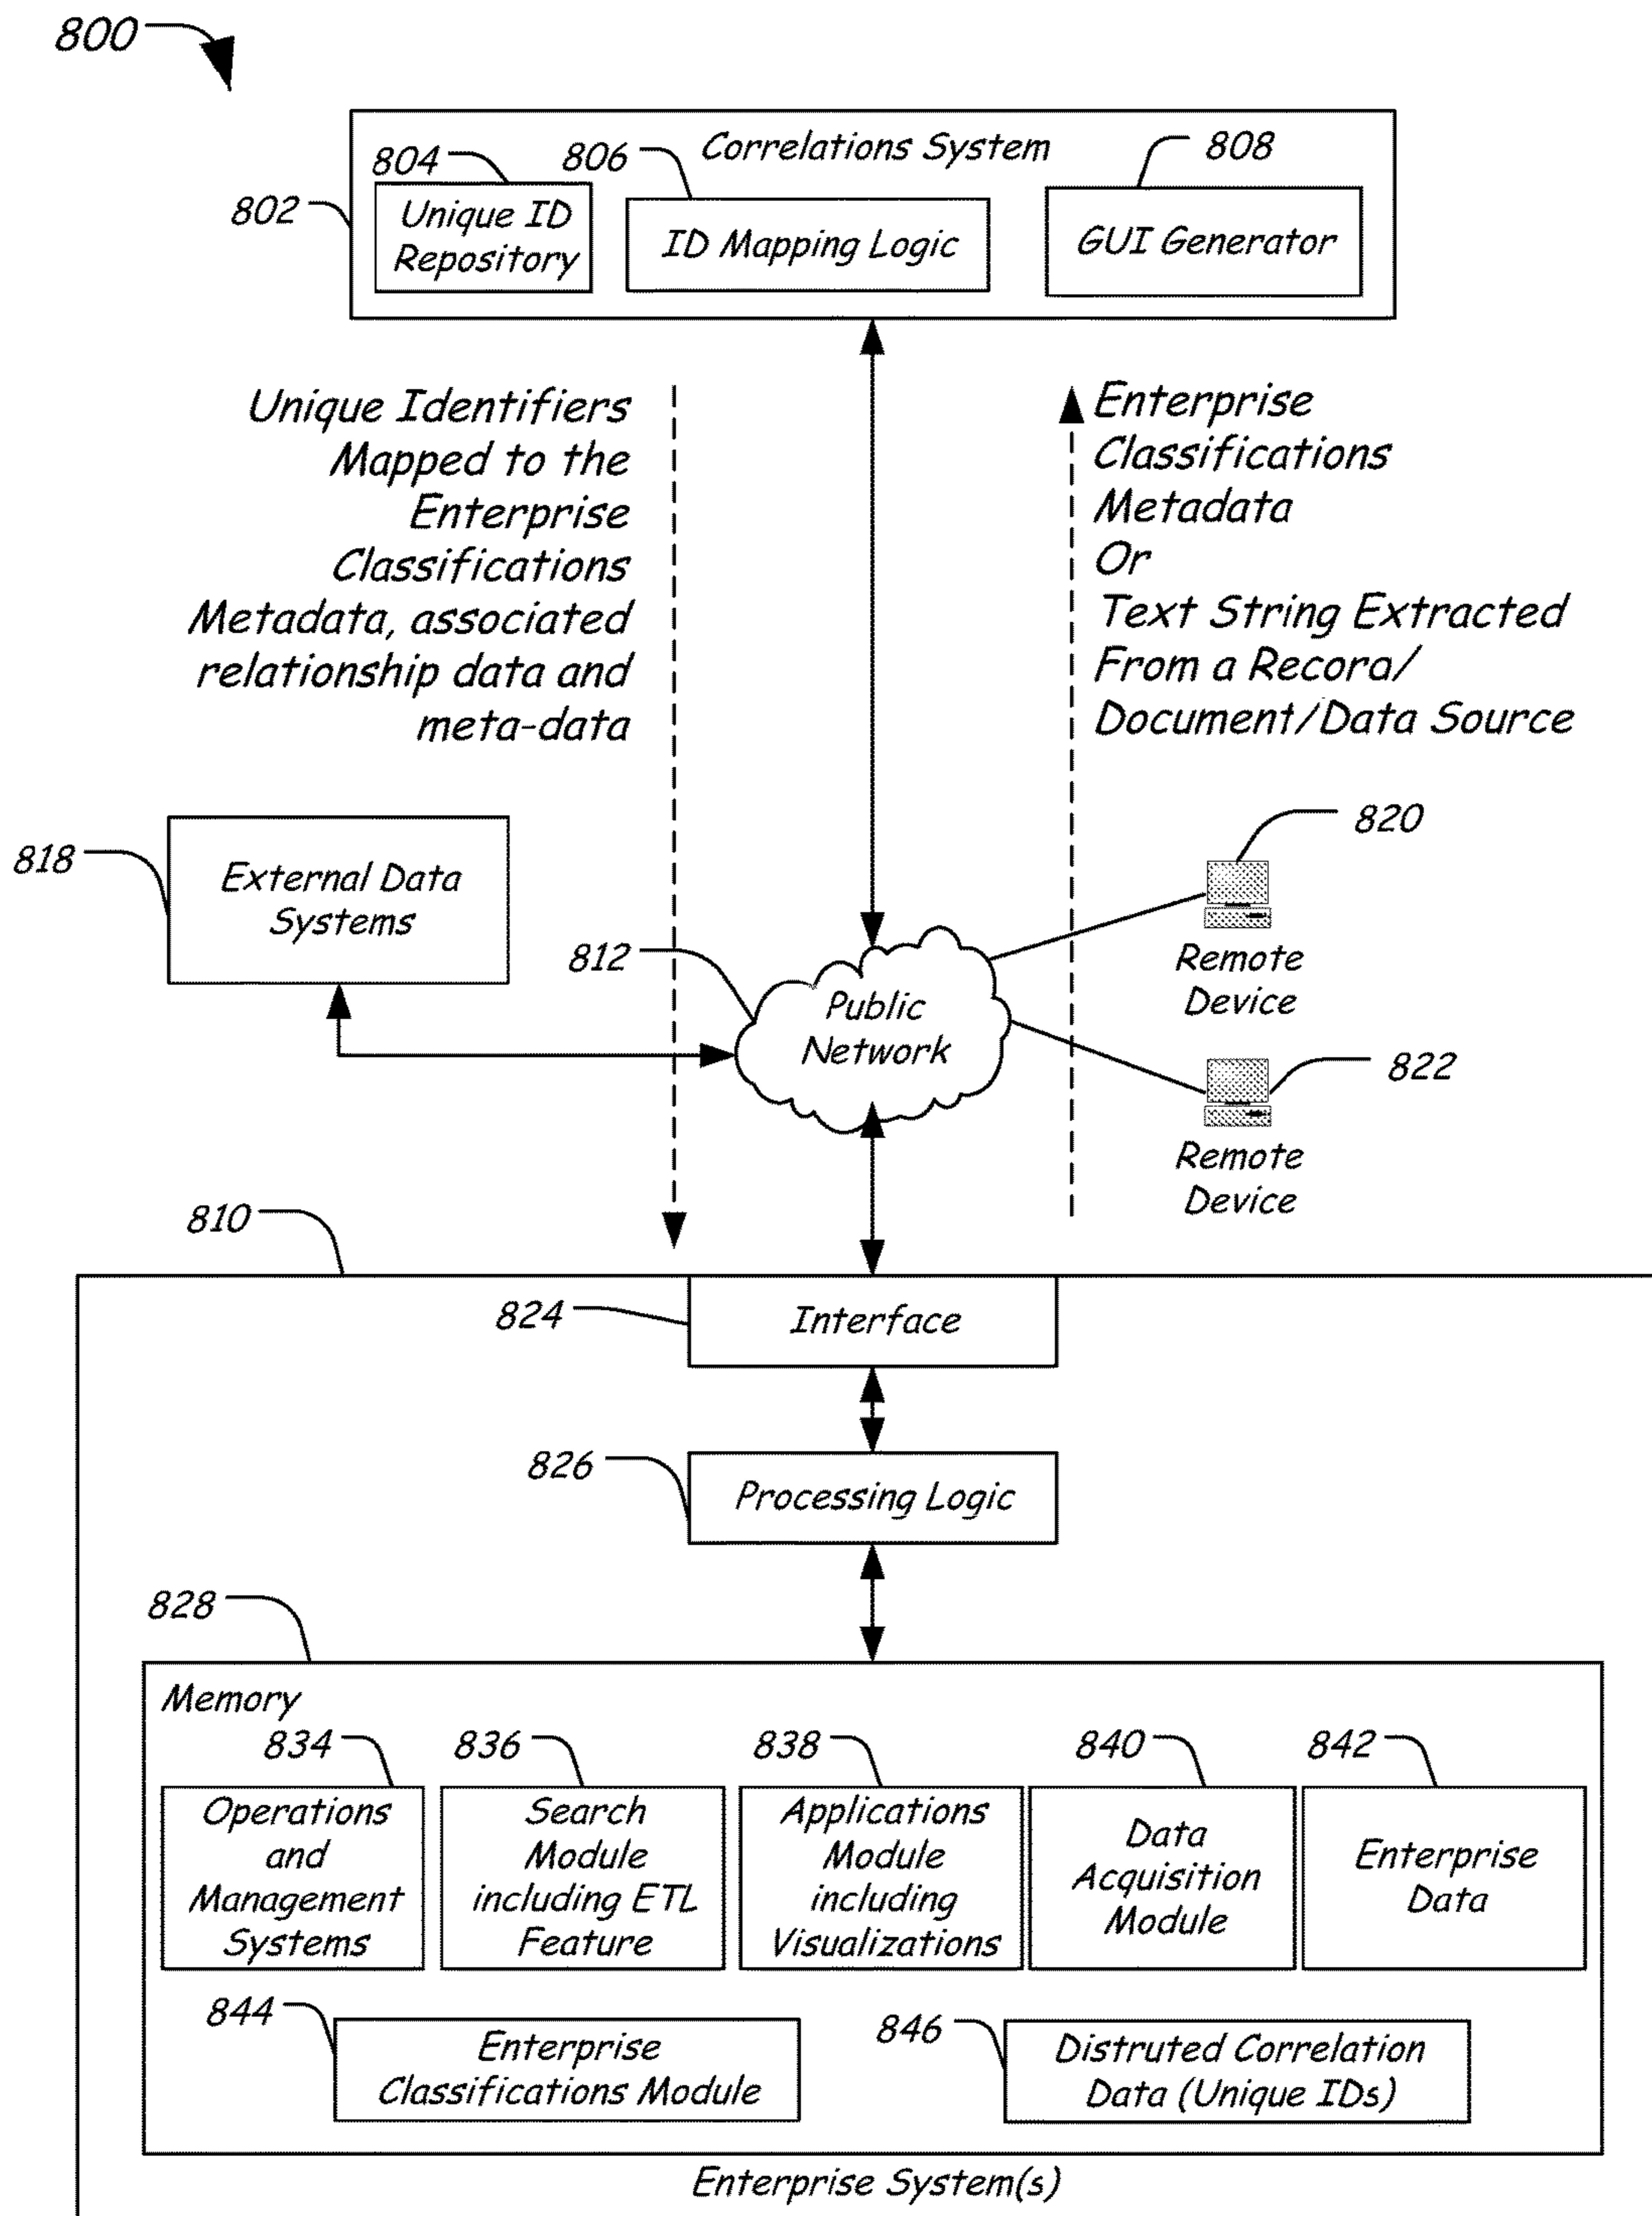 800
Correlations System
804
806
808
802
Unique ID
Repository
ID Mapping Logic
GUI Generator
Unique Identifiers
Mapped to the
Enterprise
Classifications
Metadata, associated
relationship data and
meta-data
Enterprise
Classifications
Metadata
Or
Text String Extracted
From a Recora/
Document/Data Source
818
External Data
Systems
820
Remote
Device
812
Public
Network
822
Remote
Device
810
824
Interface
826
Processing Logic
828
Memory
834
836
838
840
842
Operations
and
Management
Systems
Search
Module
including ETL
Feature
Applications
Module
including
Visualizations
Data
Acquisition
Module
Enterprise
Data
844
Enterprise
Classifications Module
846
Distruted Correlation
Data (Unique IDs)
Enterprise System(s)